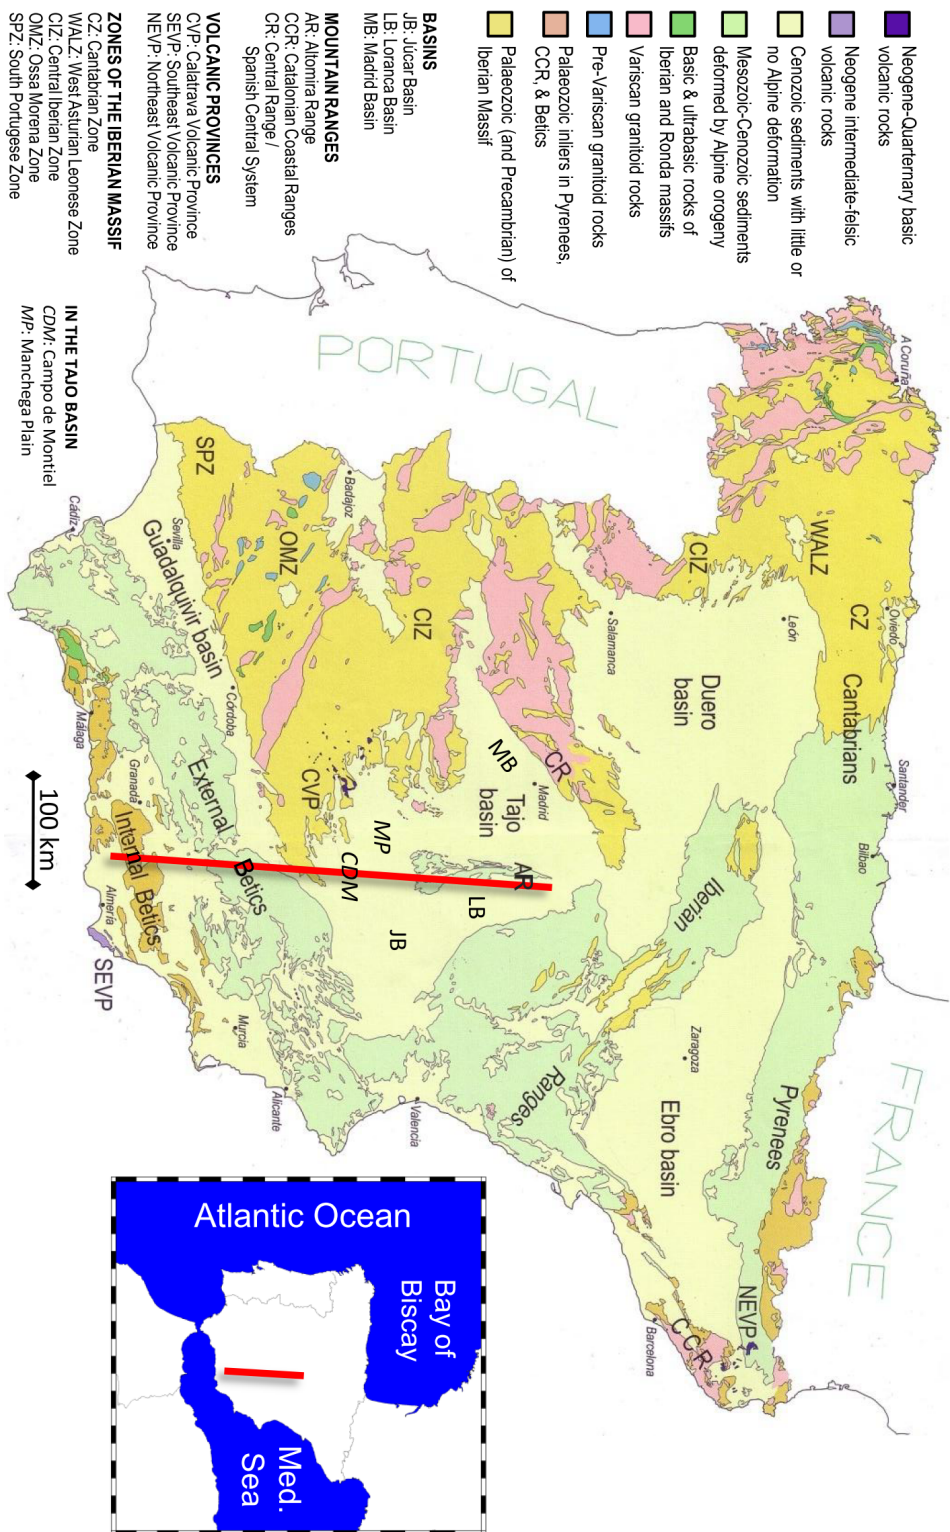 Neogene-Quarternary basic
volcanic rocks
Neogene intermediate-felsic
volcanic rocks
Cenozoic sediments with little or
no Alpine deformation
Mesozoic-Cenozoic sediments
deformed by Alpine orogeny
Basic & ultrabasic rocks of
Iberian and Ronda massifs
Variscan granitoid rocks
Pre-Variscan granitoid rocks
Palaeozoic inliers in Pyrenees,
CCR, & Betics
Palaeozoic (and Precambrian) of
Iberian Massif
BASINS
JB: Júcar Basin
LB: Loranca Basin
MB: Madrid Basin
MOUNTAIN RANGES
AR: Altomira Range
CCR: Catalonian Coastal Ranges
CR: Central Range /
Spanish Central System
VOLCANIC PROVINCES
CVP: Calatrava Volcanic Province
SEVP: Southeast Volcanic Province
NEVP: Northeast Volcanic Province
ZONES OF THE IBERIAN MASSIF
CZ: Cantabrian Zone
WALZ: West Asturian Leonese Zone
CIZ: Central Iberian Zone
OMZ: Ossa Morena Zone
SPZ: South Portugese Zone
IN THE TAJO BASIN
CDM: Campo de Montiel
MP: Manchega Plain
A Coruña
Oviedo
Santander
Bilbao
FRANCE
CZ
Cantabrians
WALZ
León
Pyrenees
NEVP
CIZ
Duero
basin
Iberian
Zaragoza
Ebro basin
CCR
Barcelona
PORTUGAL
Salamanca
CR
MB
Madrid
Tajo
basin
AR
LB
Ranges
CIZ
MP
CDM
JB
Valencia
Badajoz
OMZ
CVP
SPZ
Sevilla
Guadalquivir basin
Córdoba
External
Betics
Alicante
Murcia
Cádiz
Málaga
Granada
Internal Betics
Almería
SEVP
100 km
Atlantic Ocean
Bay of
Biscay
Med.
Sea